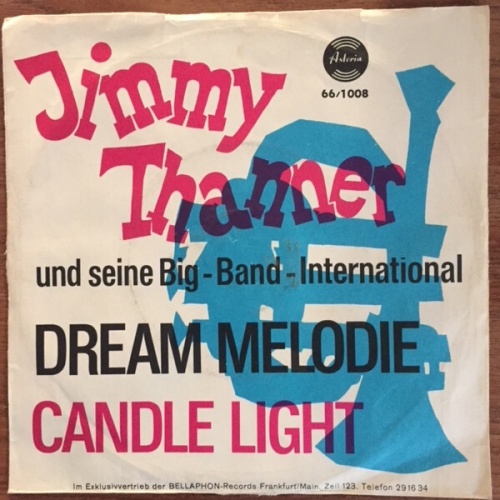 Astoria
66/1008
Jimmy
Thanner
und seine Big-Band-International
DREAM MELODIE
CANDLE LIGHT
Im Exklusivvertrieb der BELLAPHON-Records Frankfurt/Main, Zeil 123. Telefon 291634